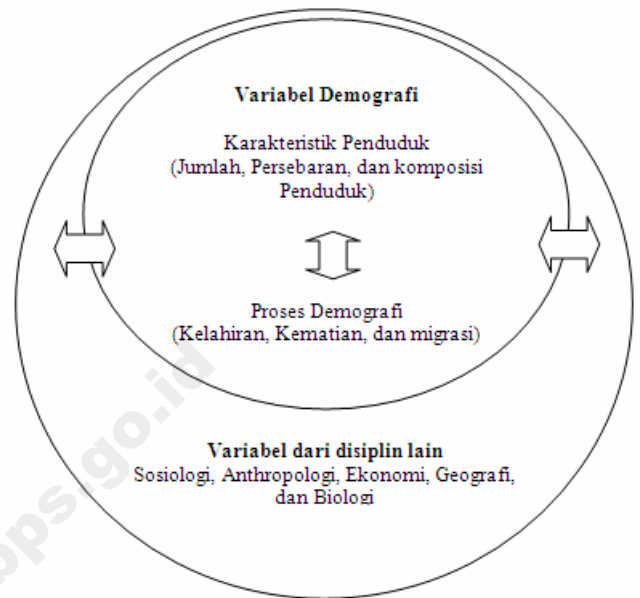 Variabel Demografi
Karakteristik Penduduk
(Jumlah, Persebaran, dan komposisi
Penduduk)
Proses Demografi
(Kelahiran, Kematian, dan migrasi)
Variabel dari disiplin lain
Sosiologi, Anthropologi, Ekonomi, Geografi,
dan Biologi
bps.go.id